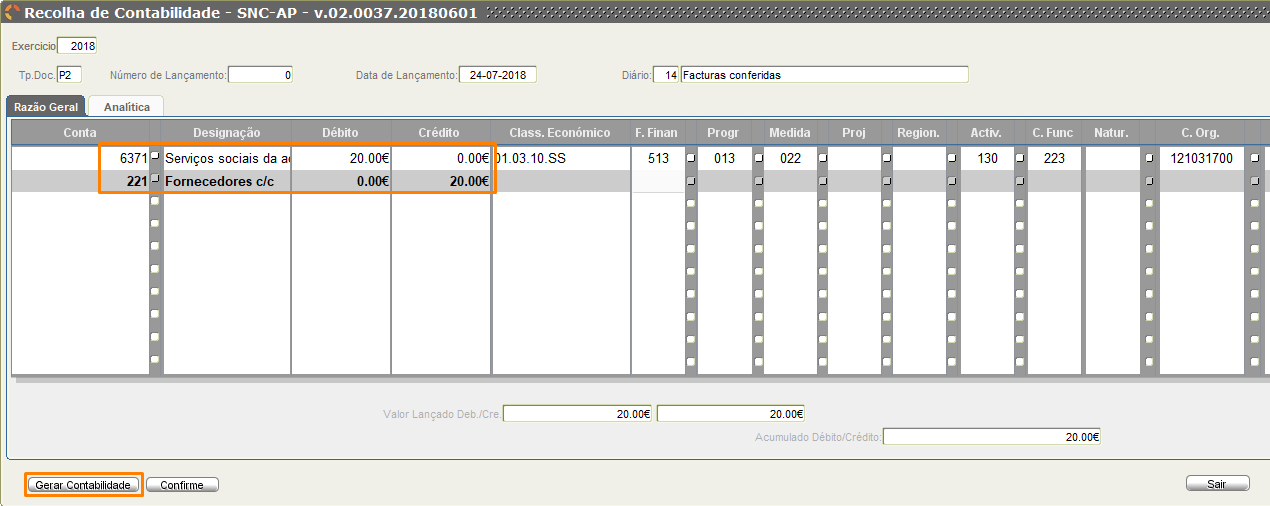 Recolha de Contabilidade - SNC-AP - v.02.0037.20180601
Exercicio 2018
Tp.Doc. P2 Número de Lançamento: 0 Data de Lançamento: 24-07-2018 Diário: 14 Facturas conferidas
Razão Geral Analítica
Conta Designação Débito Crédito Class. Económico F. Finan Progr Medida Proj Region. Activ. C. Func Natur. C. Org.
6371 Serviços sociais da 20.00€ 0.00€ 01.03.10.SS 513 013 022 130 223 121031700
221 Fornecedores c/c 0.00€ 20.00€
Valor Lançado Deb./Cre. 20.00€ 20.00€
Acumulado Débito/Crédito: 20.00€
Gerar Contabilidade Confirme Sair